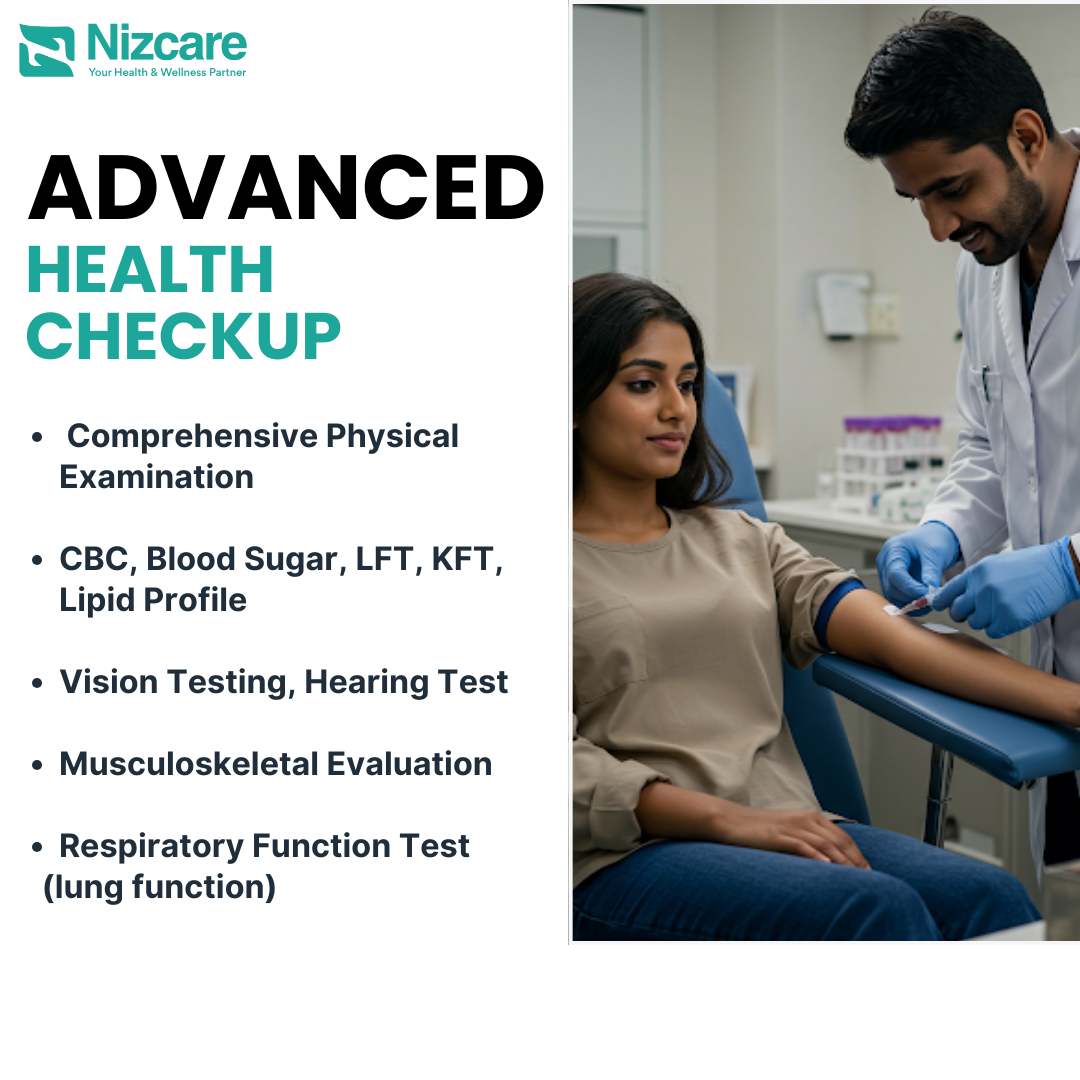 Nizcare
Your Health & Wellness Partner
ADVANCED
HEALTH
CHECKUP
• Comprehensive Physical
Examination
• CBC, Blood Sugar, LFT, KFT,
Lipid Profile
• Vision Testing, Hearing Test
• Musculoskeletal Evaluation
• Respiratory Function Test
(lung function)